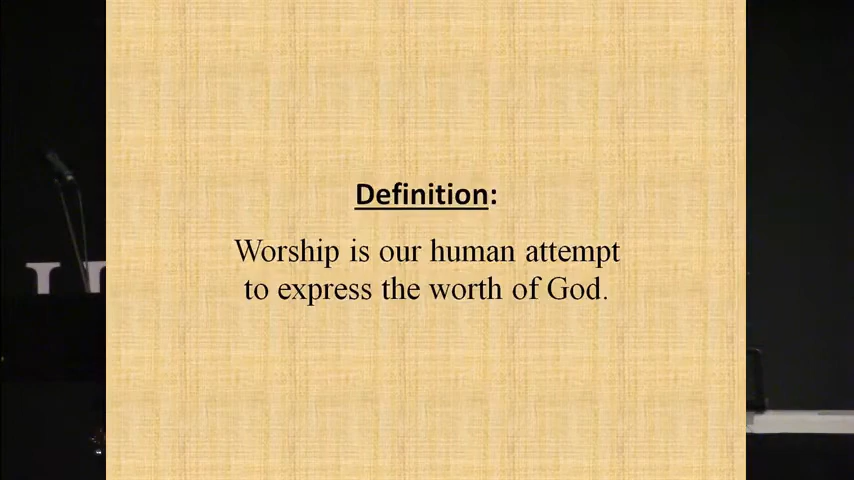 Definition:
Worship is our human attempt
to express the worth of God.